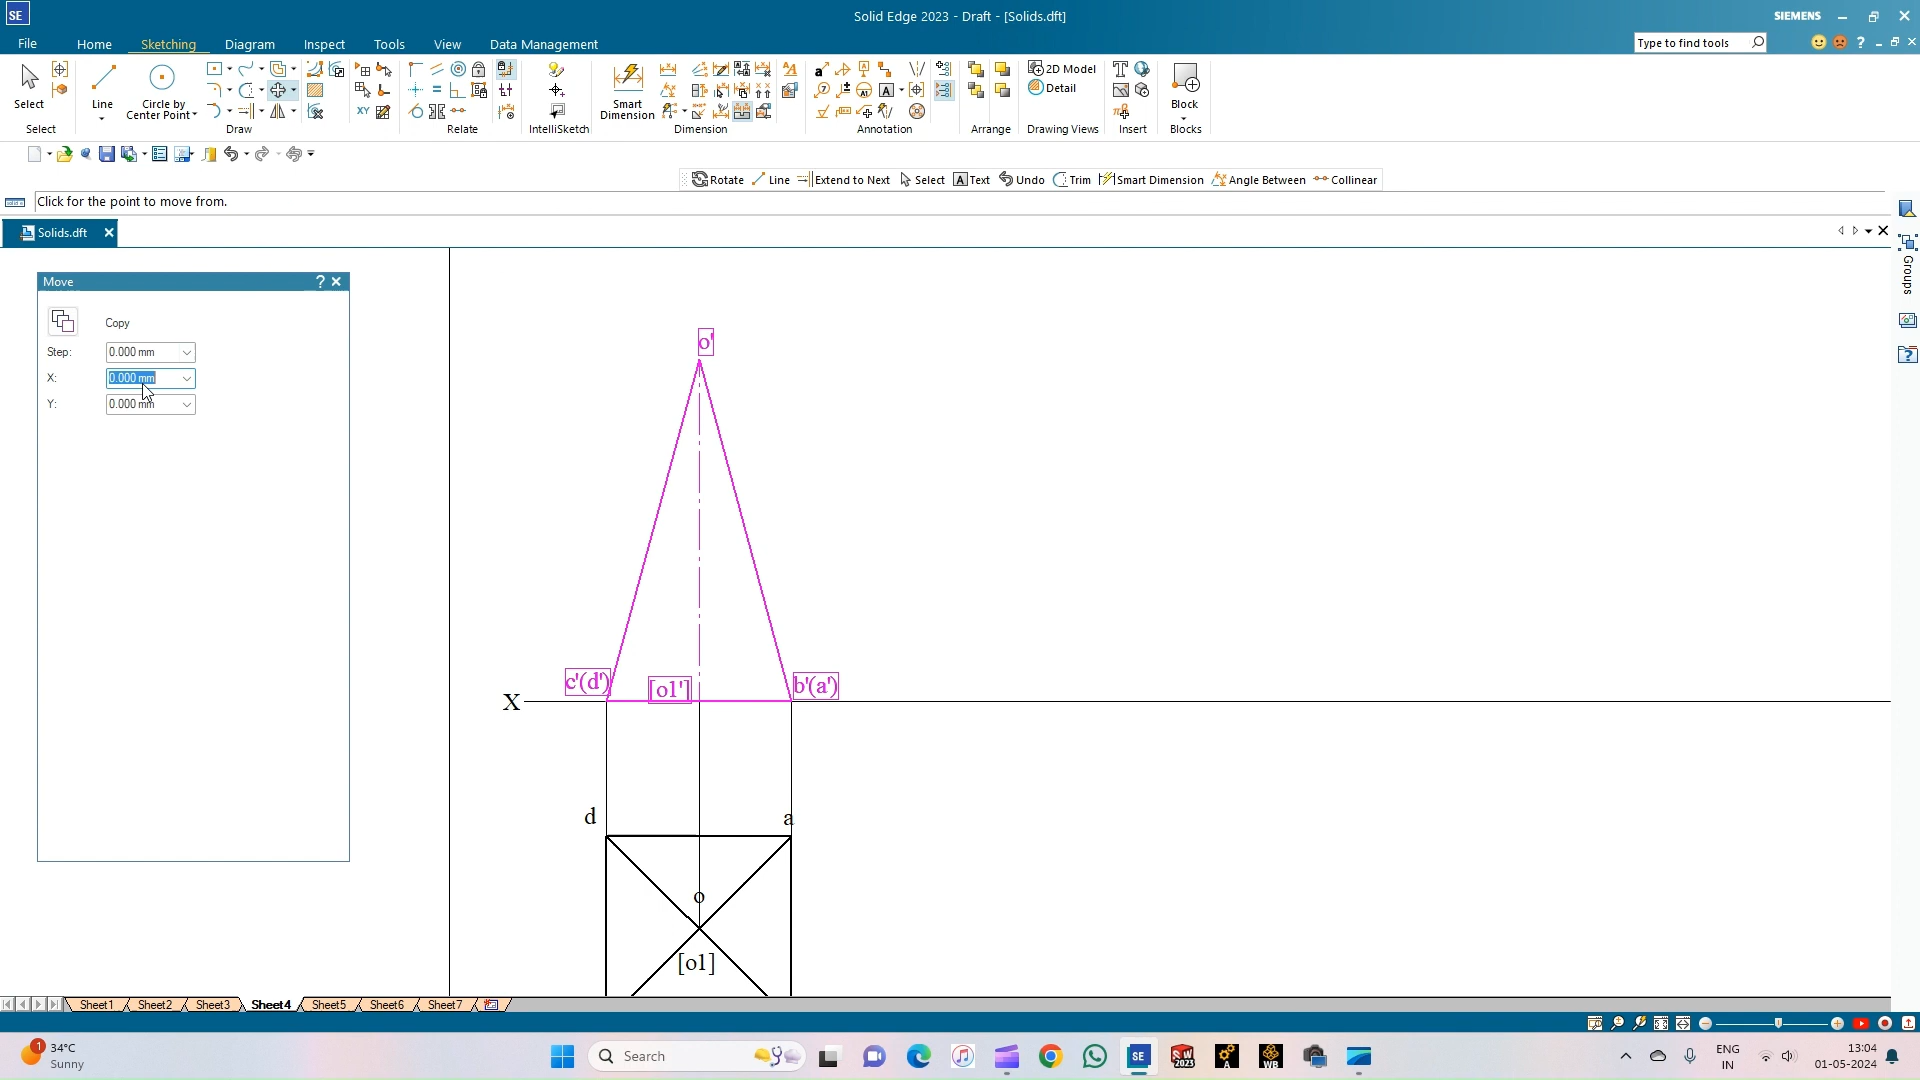 SE
Solid Edge 2023 - Draft - [Solids.dft]
SIEMENS
File
Home
Sketching
Diagram
Inspect
Tools
View
Data Management
Type to find tools
Select
Line
Circle by
Center Point
Smart
Dimension
2D Model
Detail
Block
Select
Draw
Relate
IntelliSketch
Dimension
Annotation
Arrange
Drawing Views
Insert
Blocks
Rotate
Line
Extend to Next
Select
Text
Undo
Trim
Smart Dimension
Angle Between
Collinear
Click for the point to move from.
Solids.dft
Groups
Move
Copy
Step:
0.000 mm
X:
0.000 mm
Y:
0.000 mm
o'
c'(d')
[o1']
b'(a')
X
d
a
o
[o1]
Sheet1
Sheet2
Sheet3
Sheet4
Sheet5
Sheet6
Sheet7
34°C
Sunny
Search
ENG
IN
13:04
01-05-2024